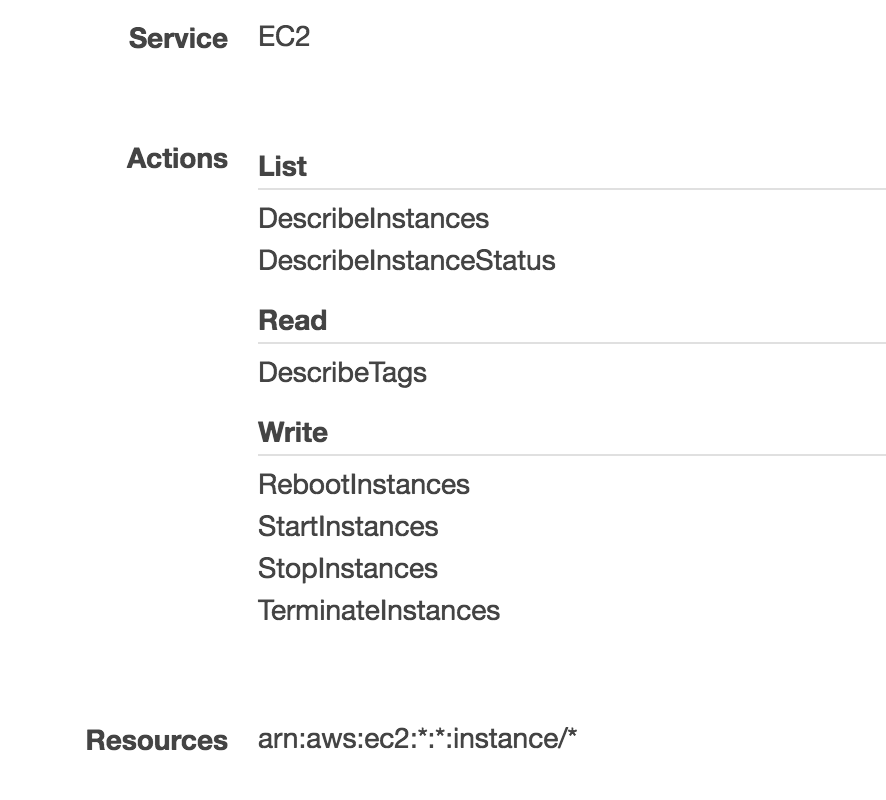 Service EC2
Actions List
DescribeInstances
DescribeInstanceStatus
Read
DescribeTags
Write
RebootInstances
StartInstances
StopInstances
TerminateInstances
Resources arn:aws:ec2:*:*:instance/*